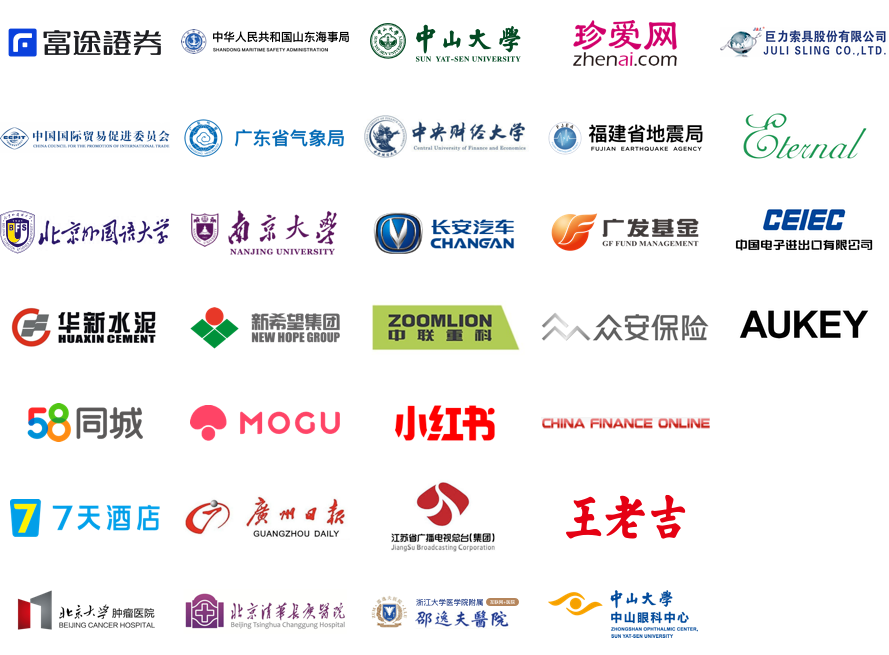 富途證券
中华人民共和国山东海事局
SHANDONG MARITIME SAFETY ADMINISTRATION
中山大學
SUN YAT-SEN UNIVERSITY
珍爱网
zhenai.com
巨力索具股份有限公司
JULI SLING CO.,LTD.
CCPIT
中国国际贸易促进委员会
CHINA COUNCIL FOR THE PROMOTION OF INTERNATIONAL TRADE
广东省气象局
中央财经大学
Central University of Finance and Economics
福建省地震局
FUJIAN EARTHQUAKE AGENCY
Eternal
BFS
北京外国语大学
南京大學
NANJING UNIVERSITY
长安汽车
CHANGAN
广发基金
GF FUND MANAGEMENT
CEIEC
中国电子进出口有限公司
华新水泥
HUAXIN CEMENT
新希望集团
NEW HOPE GROUP
ZOOMLION
中联重科
众安保险
AUKEY
58同城
MOGU
小红书
CHINA FINANCE ONLINE
7
7天酒店
廣州日报
GUANGZHOU DAILY
江苏省广播电视总台(集团)
JiangSu Broadcasting Corporation
王老吉
北京大学肿瘤医院
BEIJING CANCER HOSPITAL
北京清華長庚醫院
Beijing Tsinghua Changgung Hospital
浙江大学医学院附属
邵逸夫醫院
中山大學
中山眼科中心
ZHONGSHAN OPHTHALMIC CENTER,
SUN YAT-SEN UNIVERSITY